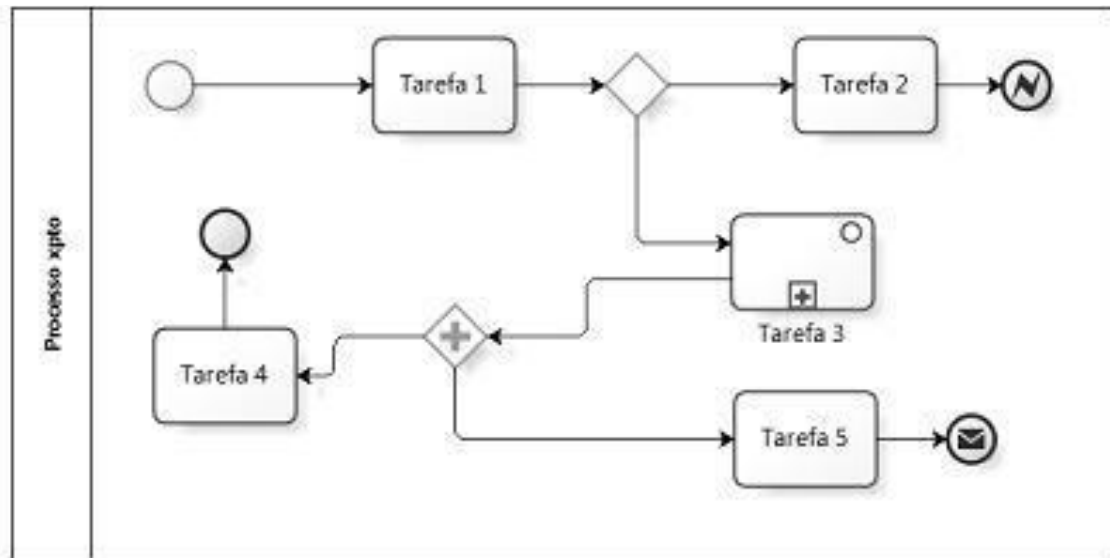 Processo xpto
Tarefa 1
Tarefa 2
Tarefa 3
Tarefa 4
Tarefa 5